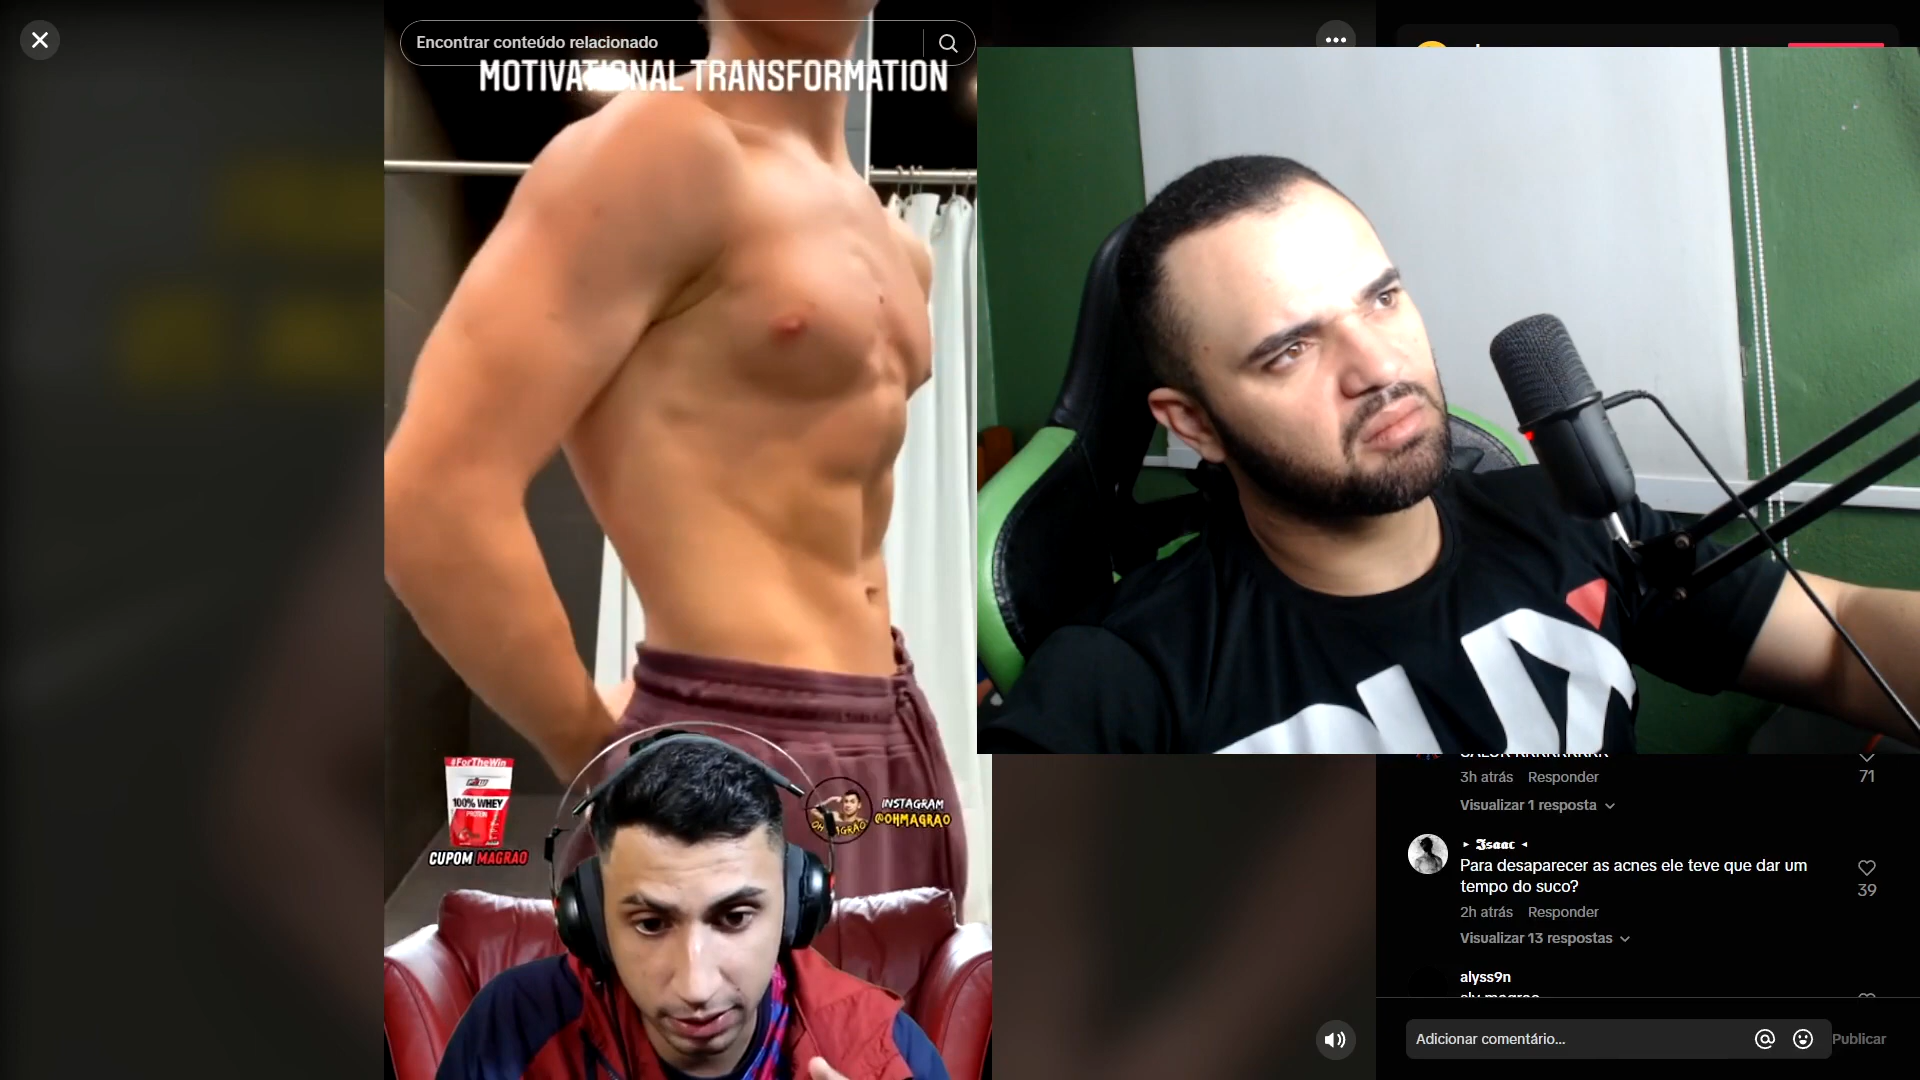 Encontrar conteúdo relacionado
MOTIVATIONAL TRANSFORMATION
#ForTheWin
100% WHEY
PROTEIN
CUPOM MAGRAO
INSTAGRAM
@OHMAGRAO
3h atrás Responder
71
Visualizar 1 resposta
▸ 𝕴𝖘𝖆𝖆𝖈 ◂
Para desaparecer as acnes ele teve que dar um
tempo do suco?
39
2h atrás Responder
Visualizar 13 respostas
alyss9n
Adicionar comentário...
Publicar